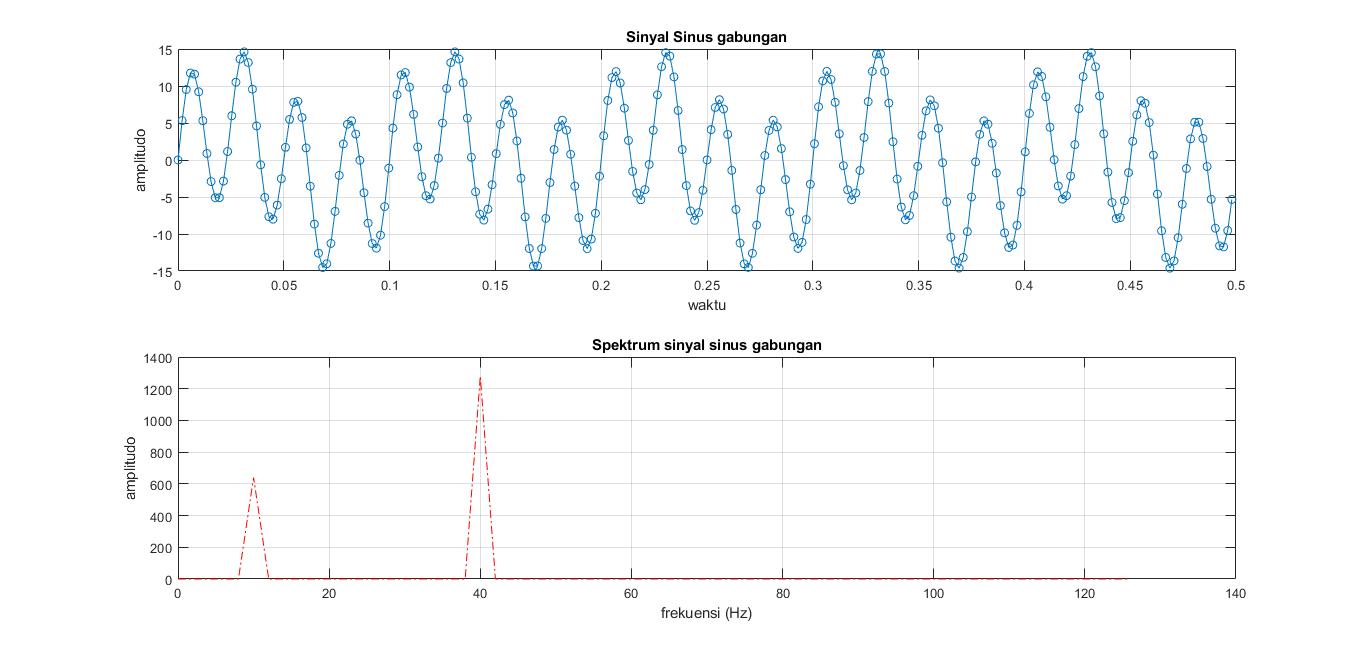 Sinyal Sinus gabungan
15
10
5
0
-5
-10
-15
amplitudo
0 0.05 0.1 0.15 0.2 0.25 0.3 0.35 0.4 0.45 0.5
waktu
Spektrum sinyal sinus gabungan
1400
1200
1000
800
600
400
200
0
amplitudo
0 20 40 60 80 100 120 140
frekuensi (Hz)